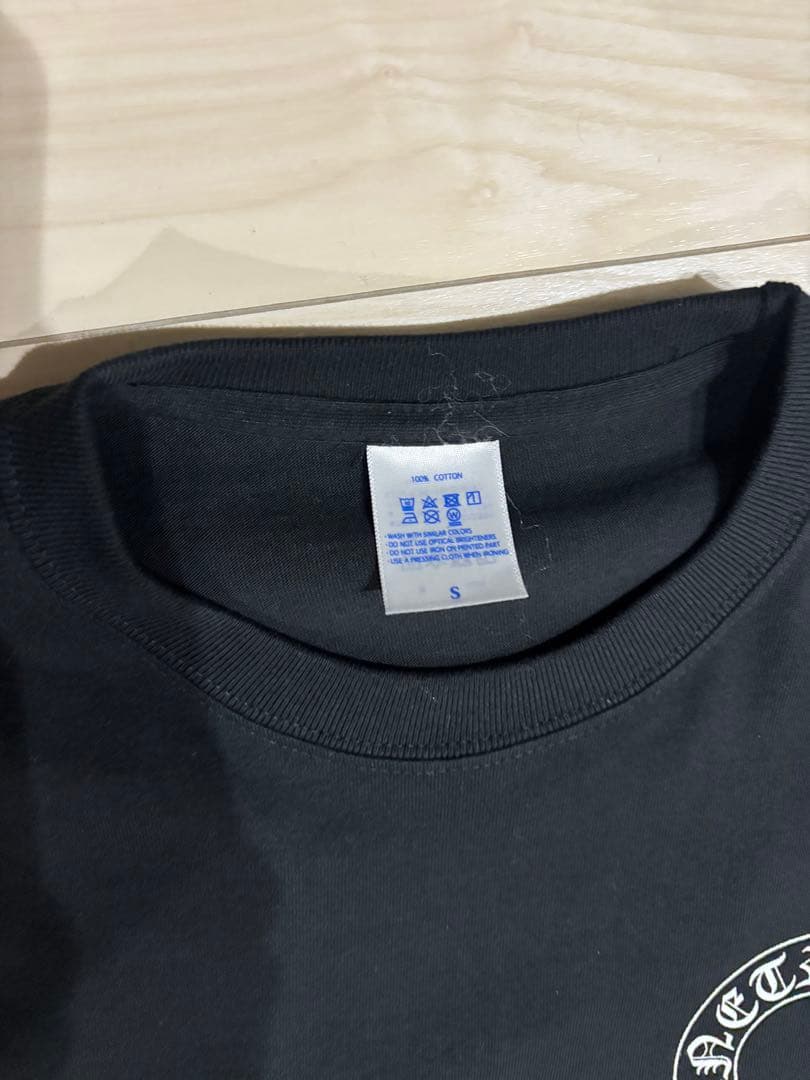 100% COTTON
• WASH WITH SIMILAR COLORS
• DO NOT USE OPTICAL BRIGHTENERS
• DO NOT USE IRON ON PRINTED PART
• USE A PRESSING CLOTH WHEN IRONING
S
NET